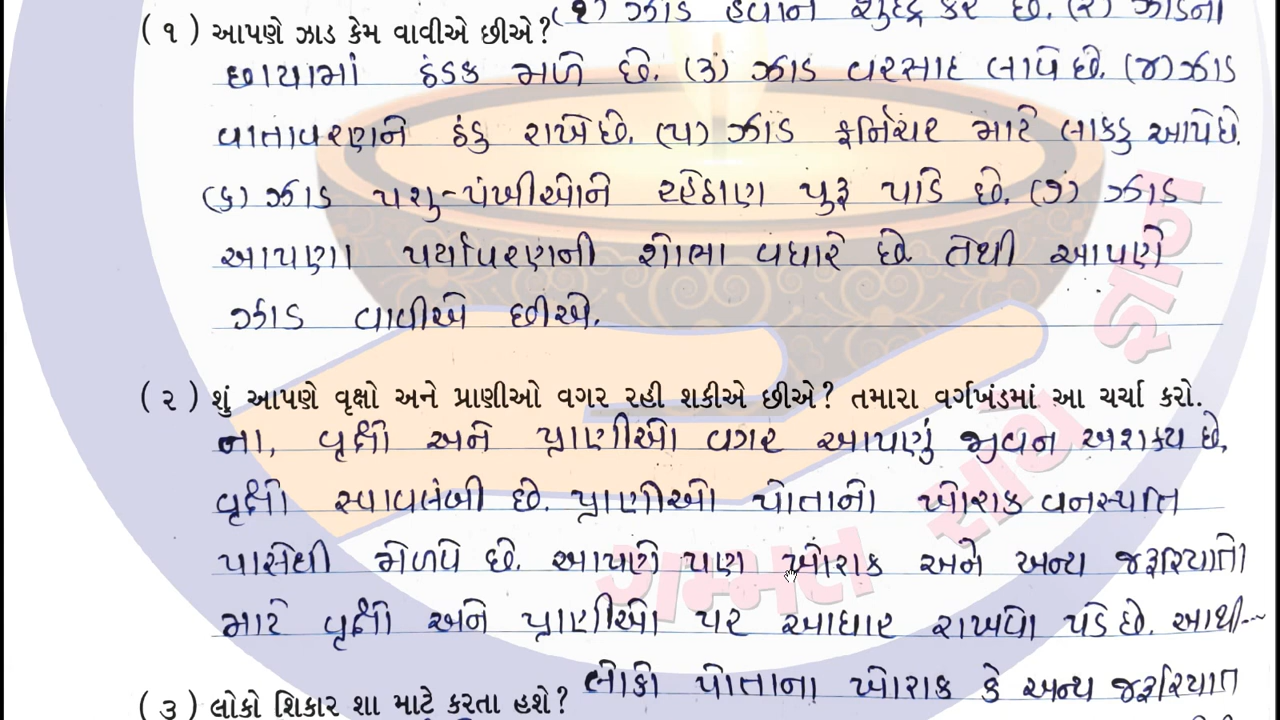 ( ૧ ) આપણે ઝાડ કેમ વાવીએ છીએ? (૧) ઝાડ હવાને શુદ્ધ કરે છે. (૨) ઝાડના
છાયામાં ઠંડક મળે છે. (૩) ઝાડ વરસાદ લાવે છે. (૪) ઝાડ
વાતાવરણને ઠંડુ રાખે છે. (૫) ઝાડ ફર્નિચર માટે લાકડુ આપે છે.
(૬) ઝાડ પશુ-પંખીઓને રહેઠાણ પુરૂ પાડે છે. (૭) ઝાડ
આપણા પર્યાવરણની શોભા વધારે છે. તેથી આપણે
ઝાડ વાવીએ છીએ.
( ૨ ) શું આપણે વૃક્ષો અને પ્રાણીઓ વગર રહી શકીએ છીએ? તમારા વર્ગખંડમાં આ ચર્ચા કરો.
ના, વૃક્ષો અને પ્રાણીઓ વગર આપણું જીવન અશક્ય છે,
વૃક્ષો સ્વાવલંબી છે. પ્રાણીઓ પોતાનો ખોરાક વનસ્પતિ
પાસેથી મેળવે છે. આપણે પણ ખોરાક અને અન્ય જરૂરિયાતો
માટે વૃક્ષો અને પ્રાણીઓ પર આધાર રાખવો પડે છે. આથી--
( ૩ ) લોકો શિકાર શા માટે કરતા હશે? લોકો પોતાના ખોરાક કે અન્ય જરૂરિયાત
જ્ઞાન સાથે ગમ્મત